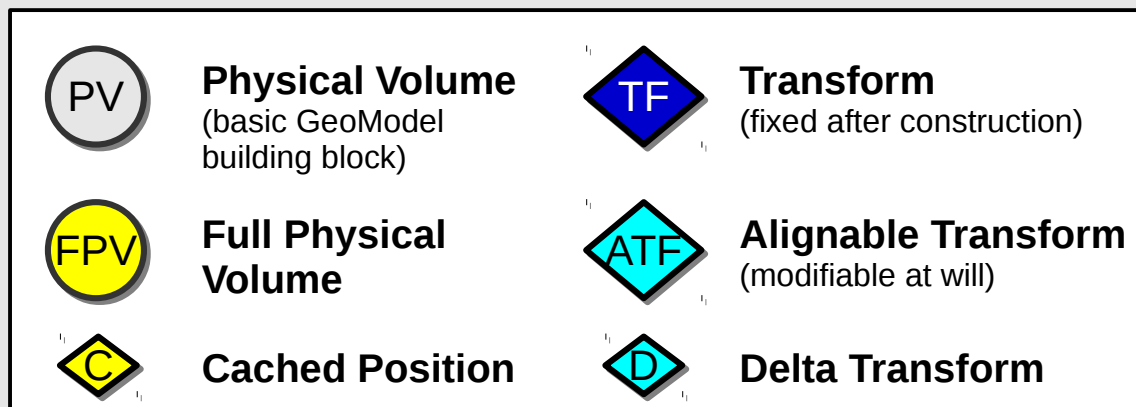 PV
Physical Volume
(basic GeoModel
building block)
TF
Transform
(fixed after construction)
FPV
Full Physical
Volume
ATF
Alignable Transform
(modifiable at will)
C
Cached Position
D
Delta Transform